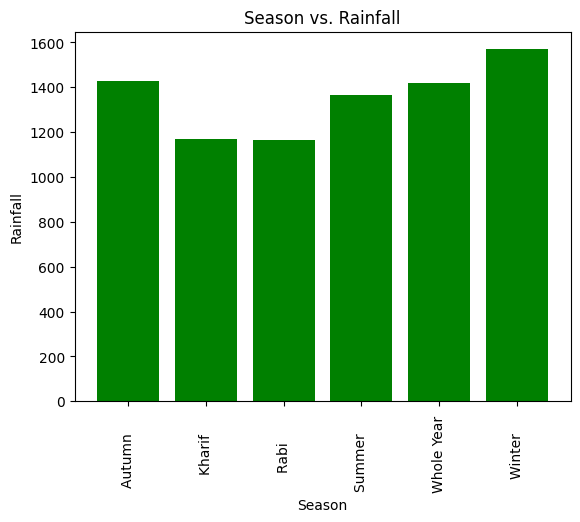 Season vs. Rainfall
1600
1400
1200
1000
800
600
400
200
0
Rainfall
Autumn
Kharif
Rabi
Summer
Whole Year
Winter
Season